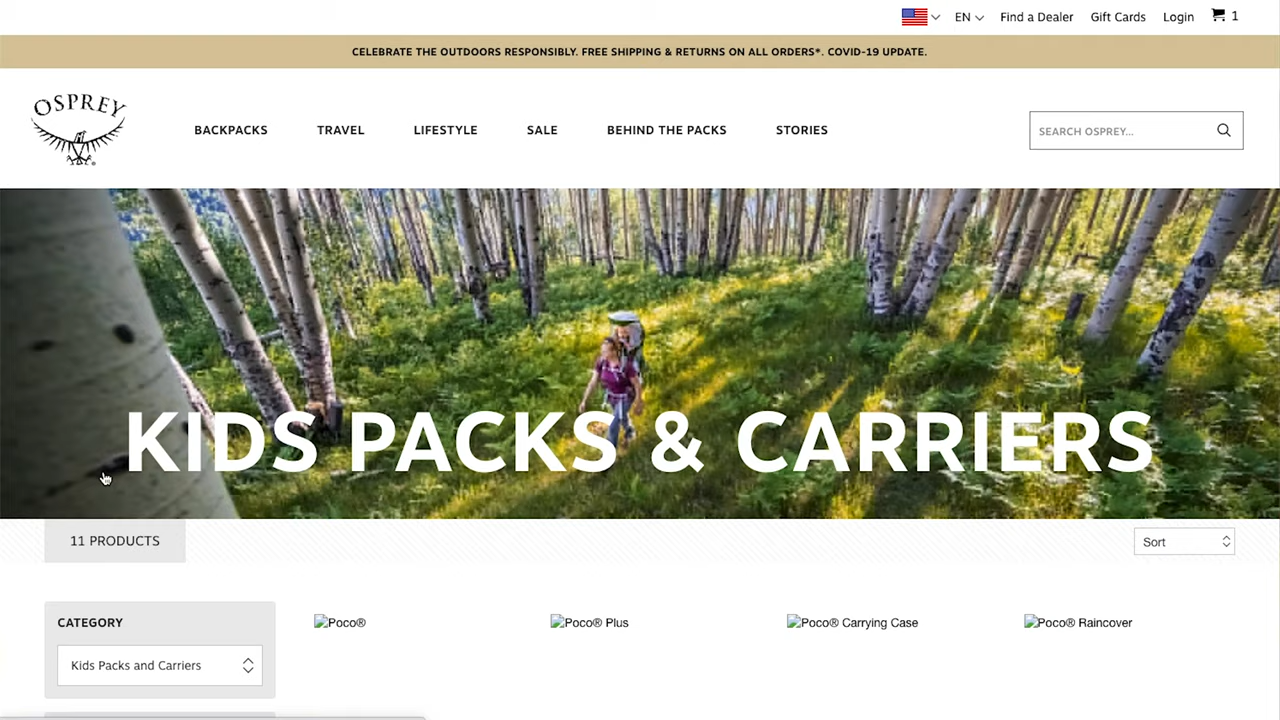 EN
Find a Dealer
Gift Cards
Login
1
CELEBRATE THE OUTDOORS RESPONSIBLY. FREE SHIPPING & RETURNS ON ALL ORDERS*. COVID-19 UPDATE.
OSPREY
BACKPACKS
TRAVEL
LIFESTYLE
SALE
BEHIND THE PACKS
STORIES
SEARCH OSPREY...
KIDS PACKS & CARRIERS
11 PRODUCTS
Sort
CATEGORY
Kids Packs and Carriers
Poco®
Poco® Plus
Poco® Carrying Case
Poco® Raincover